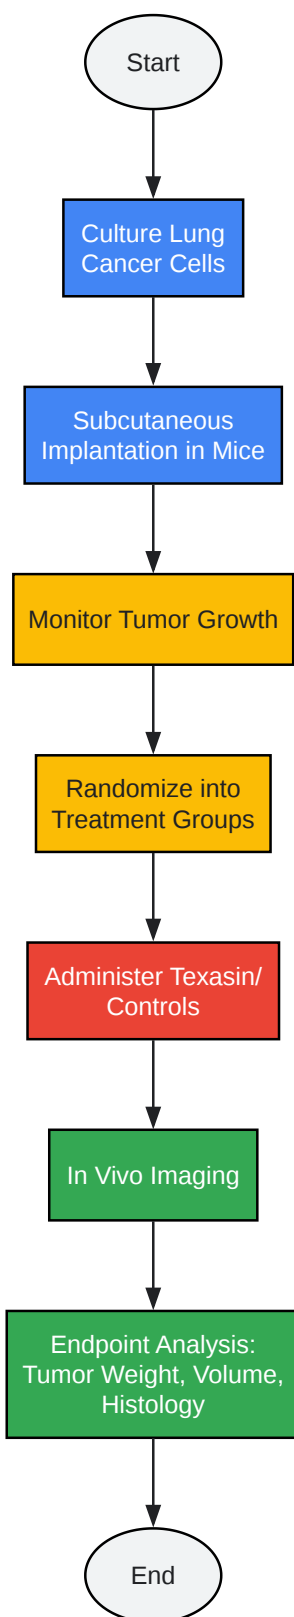 Start
Culture Lung
Cancer Cells
Subcutaneous
Implantation in Mice
Monitor Tumor Growth
Randomize into
Treatment Groups
Administer Texasin/
Controls
In Vivo Imaging
Endpoint Analysis:
Tumor Weight, Volume,
Histology
End